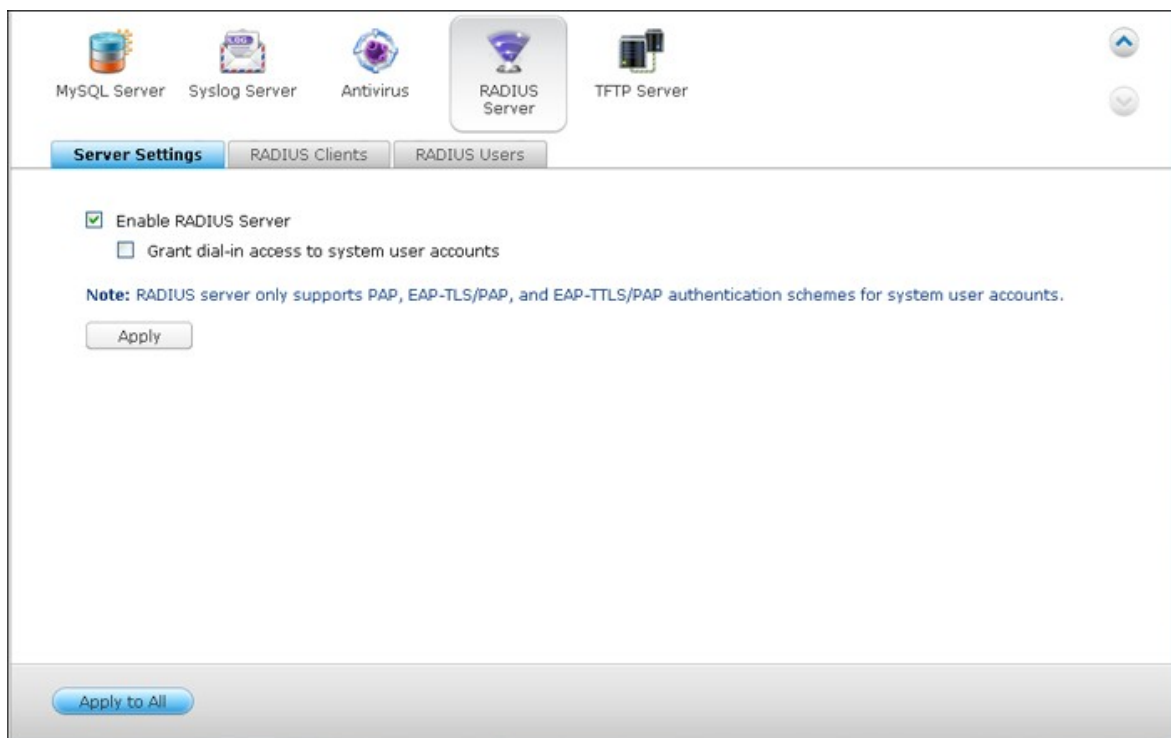 LOG
MySQL Server
Syslog Server
Antivirus
RADIUS
Server
TFTP Server
Server Settings
RADIUS Clients
RADIUS Users
Enable RADIUS Server
Grant dial-in access to system user accounts
Note: RADIUS server only supports PAP, EAP-TLS/PAP, and EAP-TTLS/PAP authentication schemes for system user accounts.
Apply
Apply to All